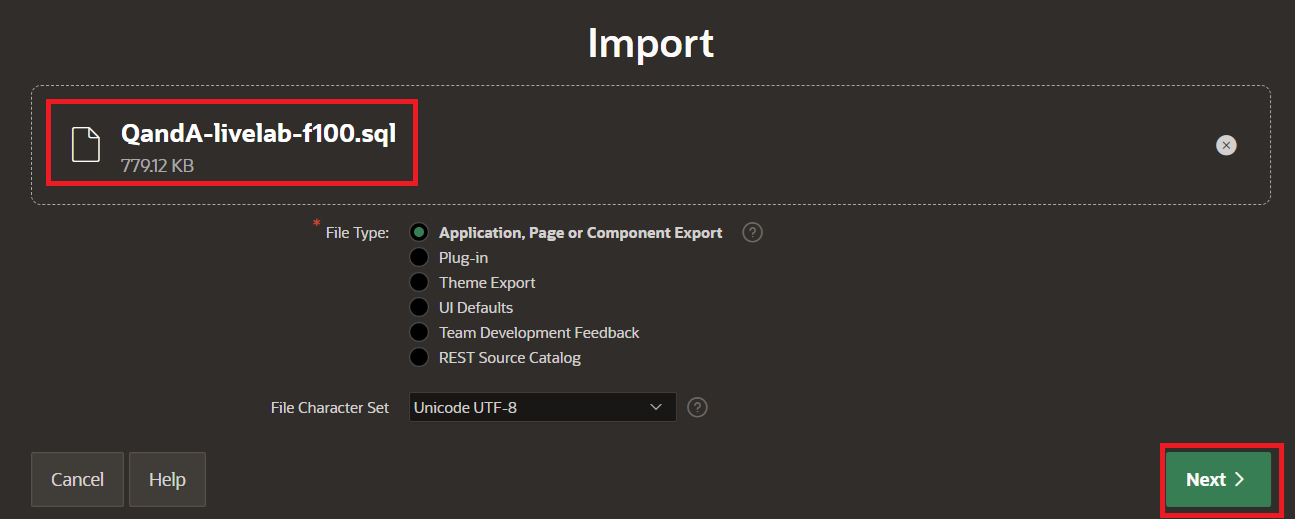 Import
QandA-livelab-f100.sql
779.12 KB
* File Type:
Application, Page or Component Export ?
Plug-in
Theme Export
UI Defaults
Team Development Feedback
REST Source Catalog
File Character Set Unicode UTF-8 ?
Cancel Help Next